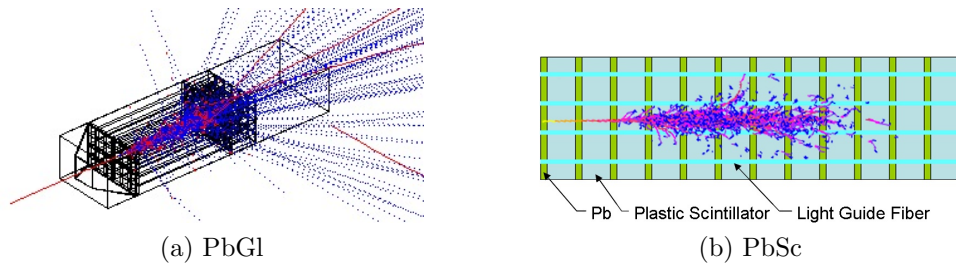 Pb
Plastic Scintillator
Light Guide Fiber
(a) PbGl
(b) PbSc